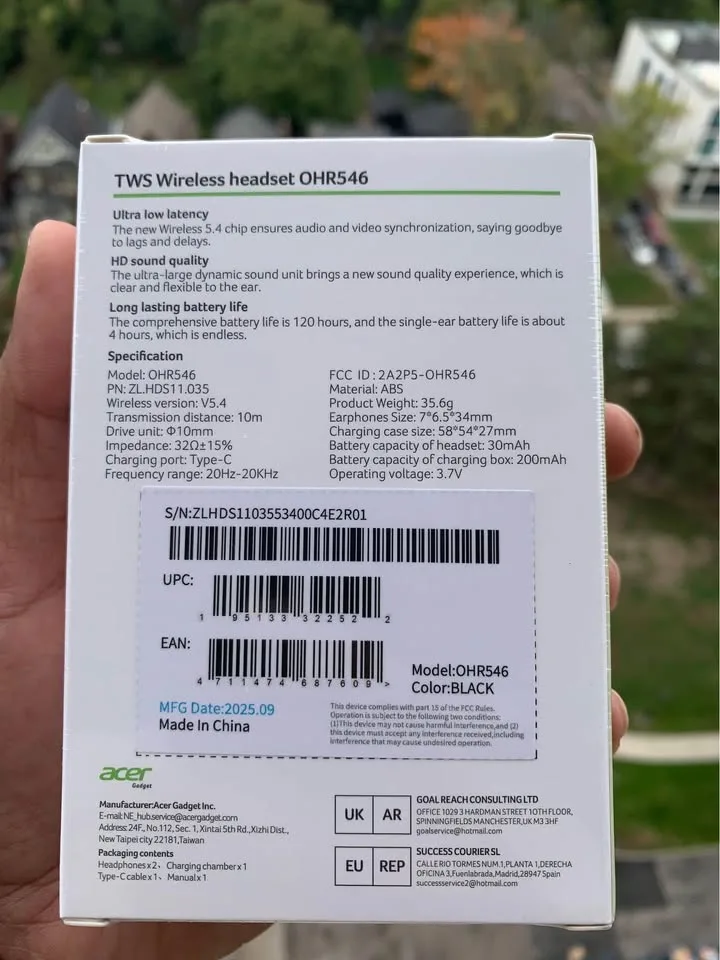 TWS Wireless headset OHR546
Ultra low latency
The new Wireless 5.4 chip ensures audio and video synchronization, saying goodbye
to lags and delays.
HD sound quality
The ultra-large dynamic sound unit brings a new sound quality experience, which is
clear and flexible to the ear.
Long lasting battery life
The comprehensive battery life is 120 hours, and the single-ear battery life is about
4 hours, which is endless.
Specification
Model: OHR546
PN: ZL.HDS11.035
Wireless version: V5.4
Transmission distance: 10m
Drive unit: Φ10mm
Impedance: 32Ω±15%
Charging port: Type-C
Frequency range: 20Hz-20KHz
FCC ID : 2A2P5-OHR546
Material: ABS
Product Weight: 35.6g
Earphones Size: 7*6.5*34mm
Charging case size: 58*54*27mm
Battery capacity of headset: 30mAh
Battery capacity of charging box: 200mAh
Operating voltage: 3.7V
S/N:ZLHDS1103553400C4E2R01
UPC:
1 95133 32252 2
EAN:
4 711474 687609 >
Model:OHR546
Color:BLACK
MFG Date:2025.09
Made In China
This device complies with part 15 of the FCC Rules.
Operation is subject to the following two conditions:
(1)This device may not cause harmful interference,and (2)
this device must accept any interference received,including
interference that may cause undesired operation.
acer
Gadget
Manufacturer:Acer Gadget Inc.
E-mail:NE_hub.service@acergadget.com
Address:24F., No.112, Sec. 1, Xintai 5th Rd.,Xizhi Dist.,
New Taipei city 22181,Taiwan
Packaging contents
Headphones x 2、 Charging chamber x 1
Type-C cable x 1、 Manual x 1
UK AR
GOAL REACH CONSULTING LTD
OFFICE 1029 3 HARDMAN STREET 10TH FLOOR,
SPINNINGFIELDS MANCHESTER,UK M3 3HF
goalservice@hotmail.com
EU REP
SUCCESS COURIER SL
CALLE RIO TORMES NUM.1, PLANTA 1,DERECHA
OFICINA 3,Fuenlabrada,Madrid,28947 Spain
successservice2@hotmail.com